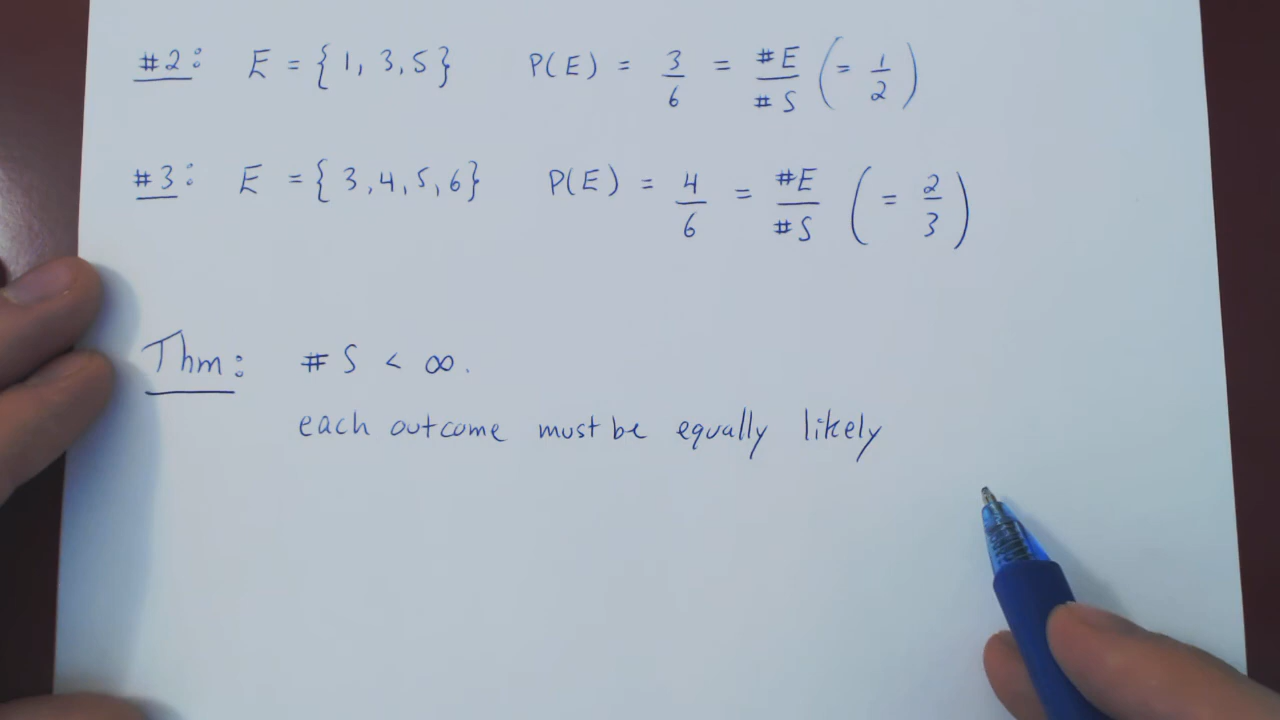 #2: E = {1, 3, 5} P(E) = 3/6 = #E/#S (= 1/2)
#3: E = {3, 4, 5, 6} P(E) = 4/6 = #E/#S (= 2/3)
Thm: # S < ∞.
each outcome must be equally likely